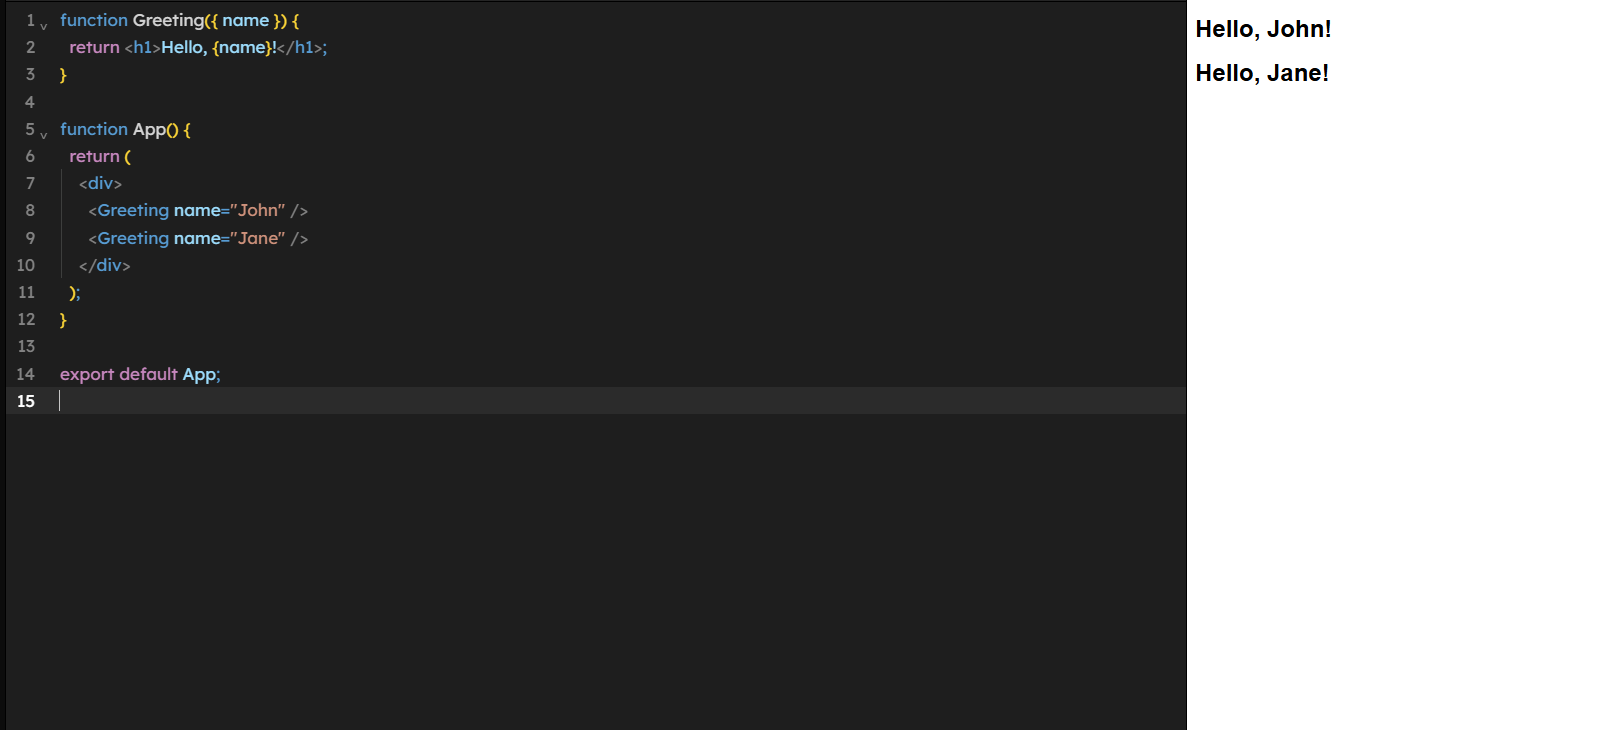 1 function Greeting({ name }) {
2 return <h1>Hello, {name}!</h1>;
3 }
4
5 function App() {
6 return (
7 <div>
8 <Greeting name="John" />
9 <Greeting name="Jane" />
10 </div>
11 );
12 }
13
14 export default App;
15
Hello, John!
Hello, Jane!